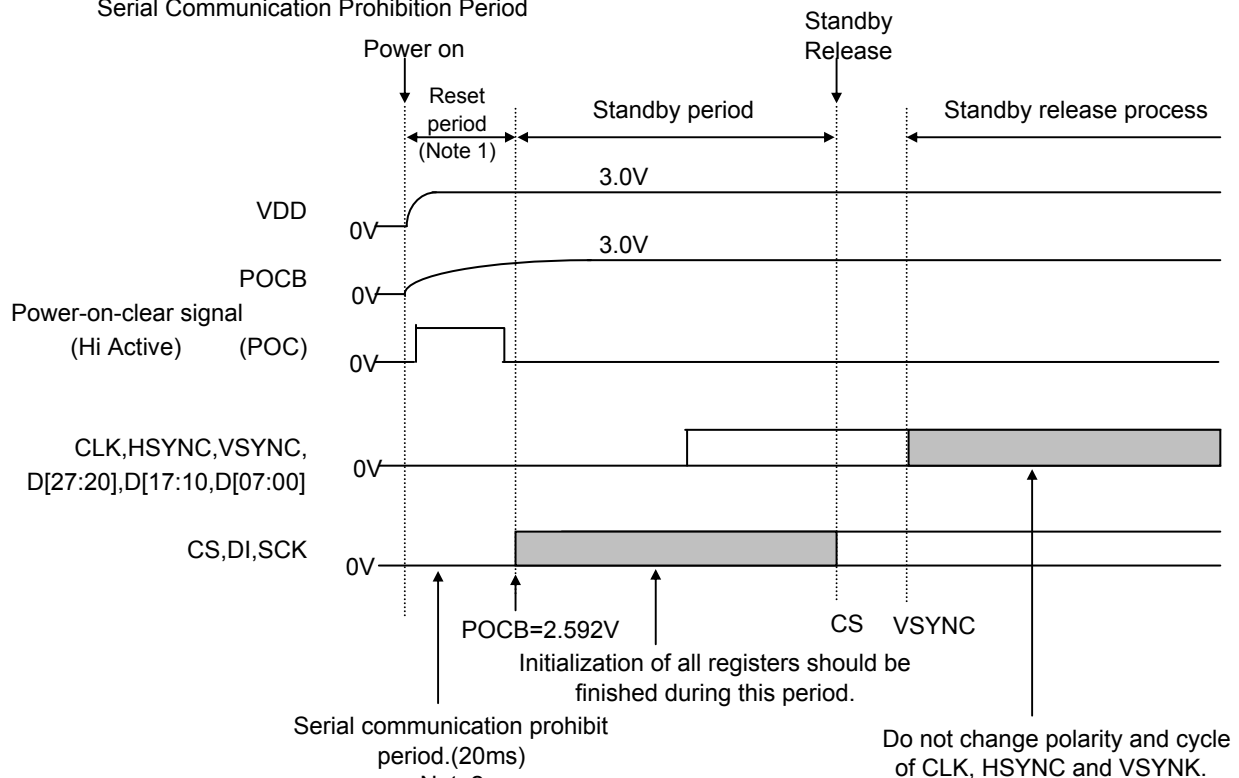 Serial Communication Prohibition Period
Power on
Standby
Release
Reset
period
(Note 1)
Standby period
Standby release process
VDD
0V
3.0V
POCB
0V
3.0V
Power-on-clear signal
(Hi Active) (POC)
0V
CLK,HSYNC,VSYNC,
D[27:20],D[17:10,D[07:00]
0V
CS,DI,SCK
0V
POCB=2.592V
CS VSYNC
Initialization of all registers should be
finished during this period.
Serial communication prohibit
period.(20ms)
Do not change polarity and cycle
of CLK, HSYNC and VSYNK.